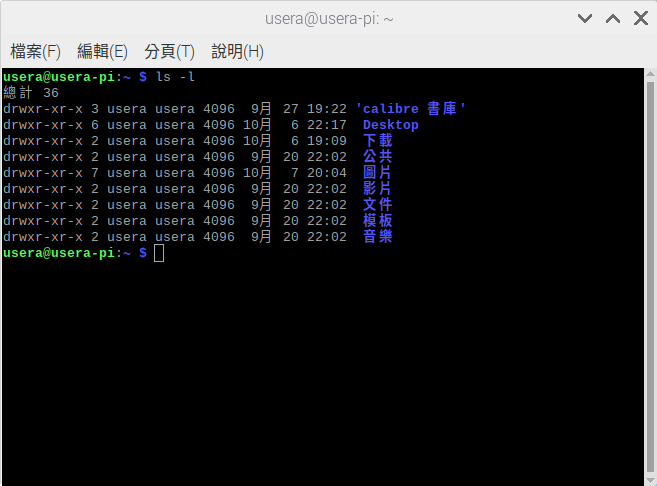 usera@usera-pi: ~
檔案(F) 編輯(E) 分頁(T) 說明(H)
usera@usera-pi:~ $ ls -l
總計 36
drwxr-xr-x 3 usera usera 4096  9月  27 19:22 'calibre 書庫'
drwxr-xr-x 6 usera usera 4096 10月   6 22:17  Desktop
drwxr-xr-x 2 usera usera 4096 10月   6 19:09  下載
drwxr-xr-x 2 usera usera 4096  9月  20 22:02  公共
drwxr-xr-x 7 usera usera 4096 10月   7 20:04  圖片
drwxr-xr-x 2 usera usera 4096  9月  20 22:02  影片
drwxr-xr-x 2 usera usera 4096  9月  20 22:02  文件
drwxr-xr-x 2 usera usera 4096  9月  20 22:02  模板
drwxr-xr-x 2 usera usera 4096  9月  20 22:02  音樂
usera@usera-pi:~ $